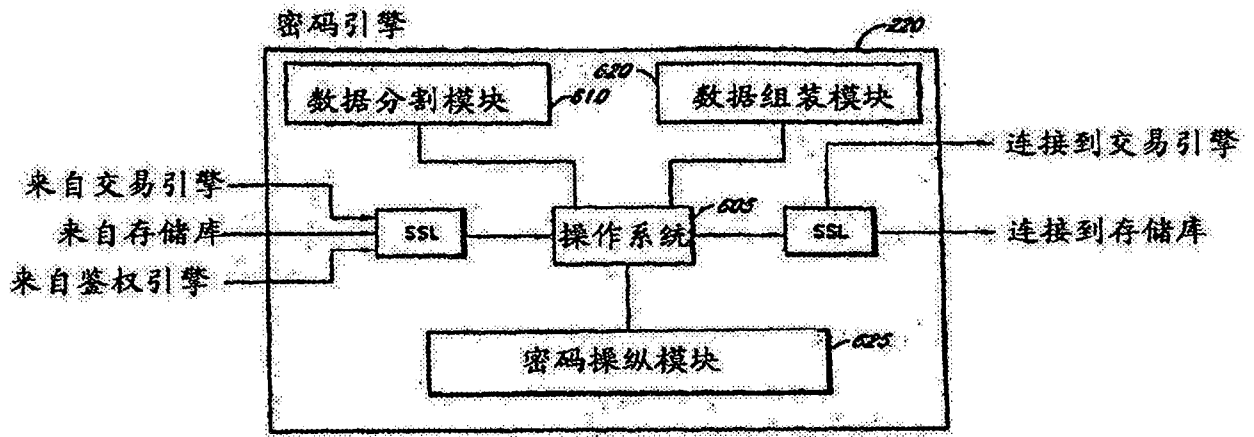 密码引擎
220
数据分割模块
610
620
数据组装模块
连接到交易引擎
来自交易引擎
来自存储库
来自鉴权引擎
SSL
操作系统
605
SSL
连接到存储库
密码操纵模块
625